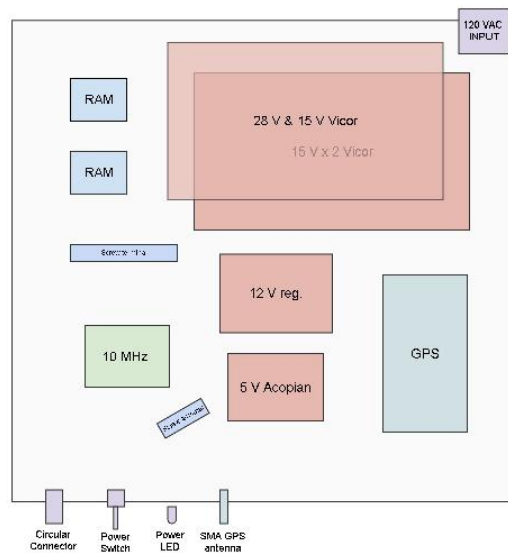 120 VAC
INPUT
RAM
28 V & 15 V Vicor
15 V x 2 Vicor
RAM
12 V reg.
GPS
10 MHz
5 V Acopian
Circular
Connector
Power
Switch
Power
LED
SMA GPS
antenna